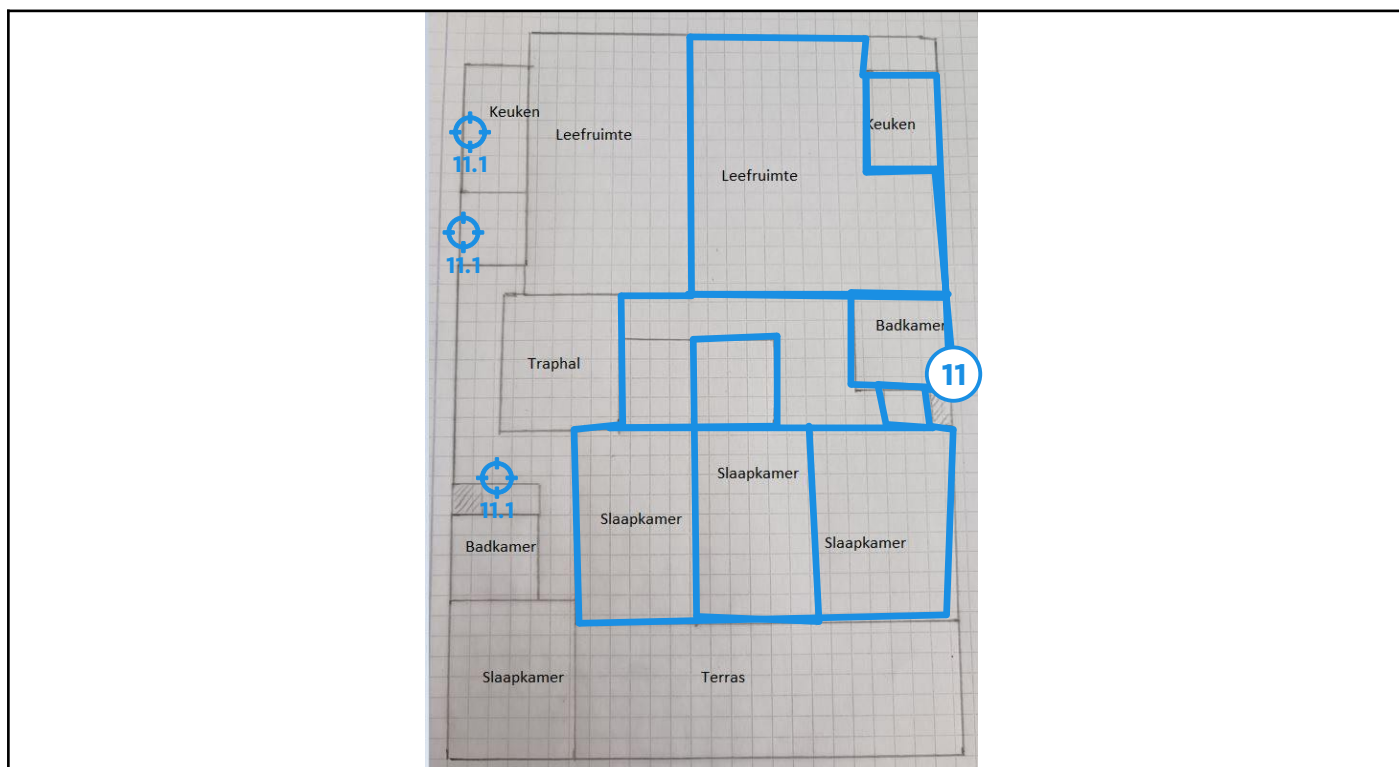 Keuken
Leefruimte
Keuken
11.1
Leefruimte
11.1
Badkamer
Traphal
11
Slaapkamer
11.1
Slaapkamer
Slaapkamer
Badkamer
Slaapkamer
Terras